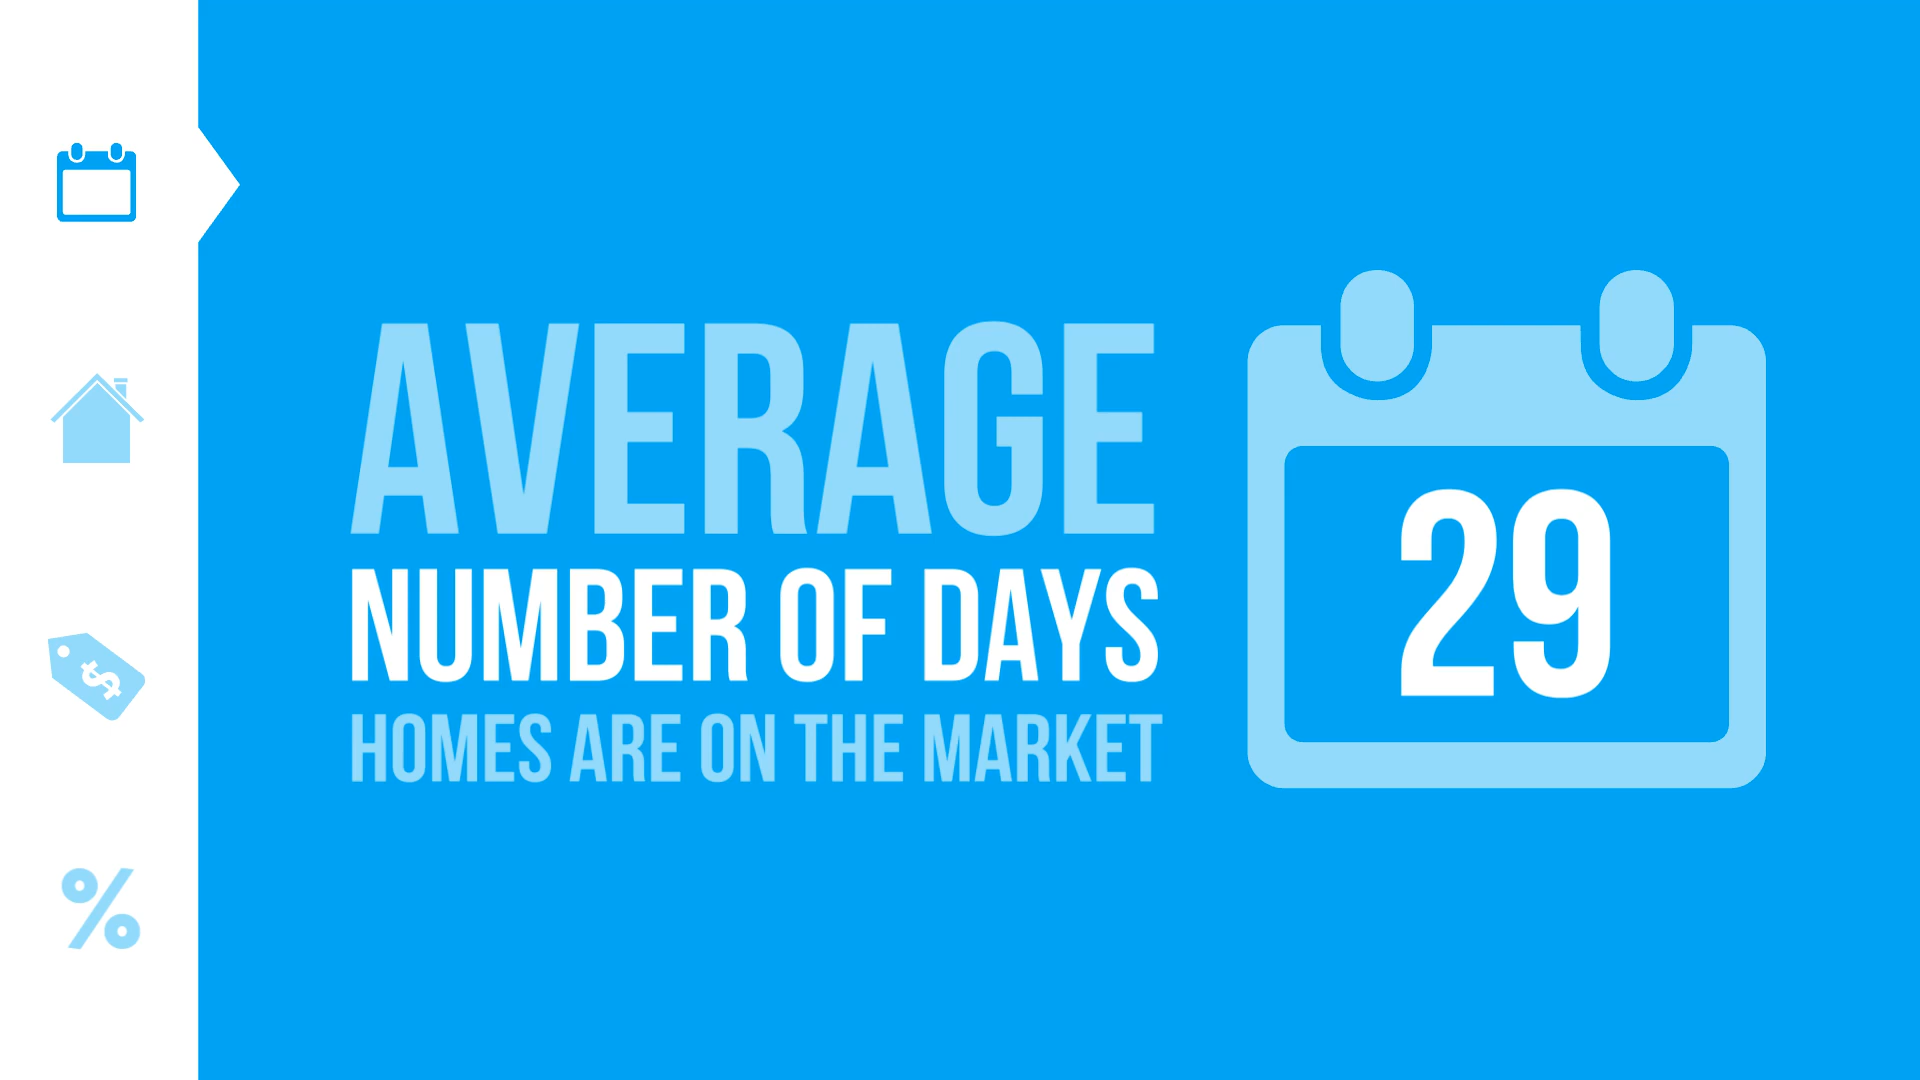 AVERAGE
NUMBER OF DAYS
HOMES ARE ON THE MARKET
29
$
%